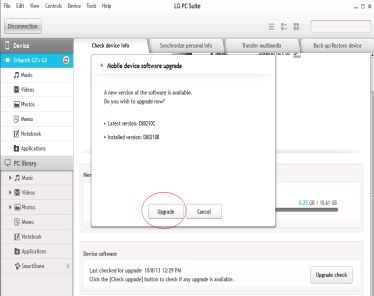 File Edit View Controls Device Tools Help
LG PC Suite
Disconnection
Device
Srikanth G2's G2
Music
Videos
Photos
Memo
Notebook
Applications
PC library
Music
Videos
Photos
Memo
Notebook
Applications
SmartShare
Check device info
Synchronize personal info
Transfer multimedia
Back up/Restore device
Mobile device software upgrade
A new version of the software is available.
Do you wish to upgrade now?
• Latest version: D80210C
• Installed version: D80210B
Upgrade
Cancel
0.25 GB / 10.61 GB
Device software
Last checked for upgrade: 10/8/13 12:29 PM
Click the [Check upgrade] button to check if any upgrade is available.
Upgrade check